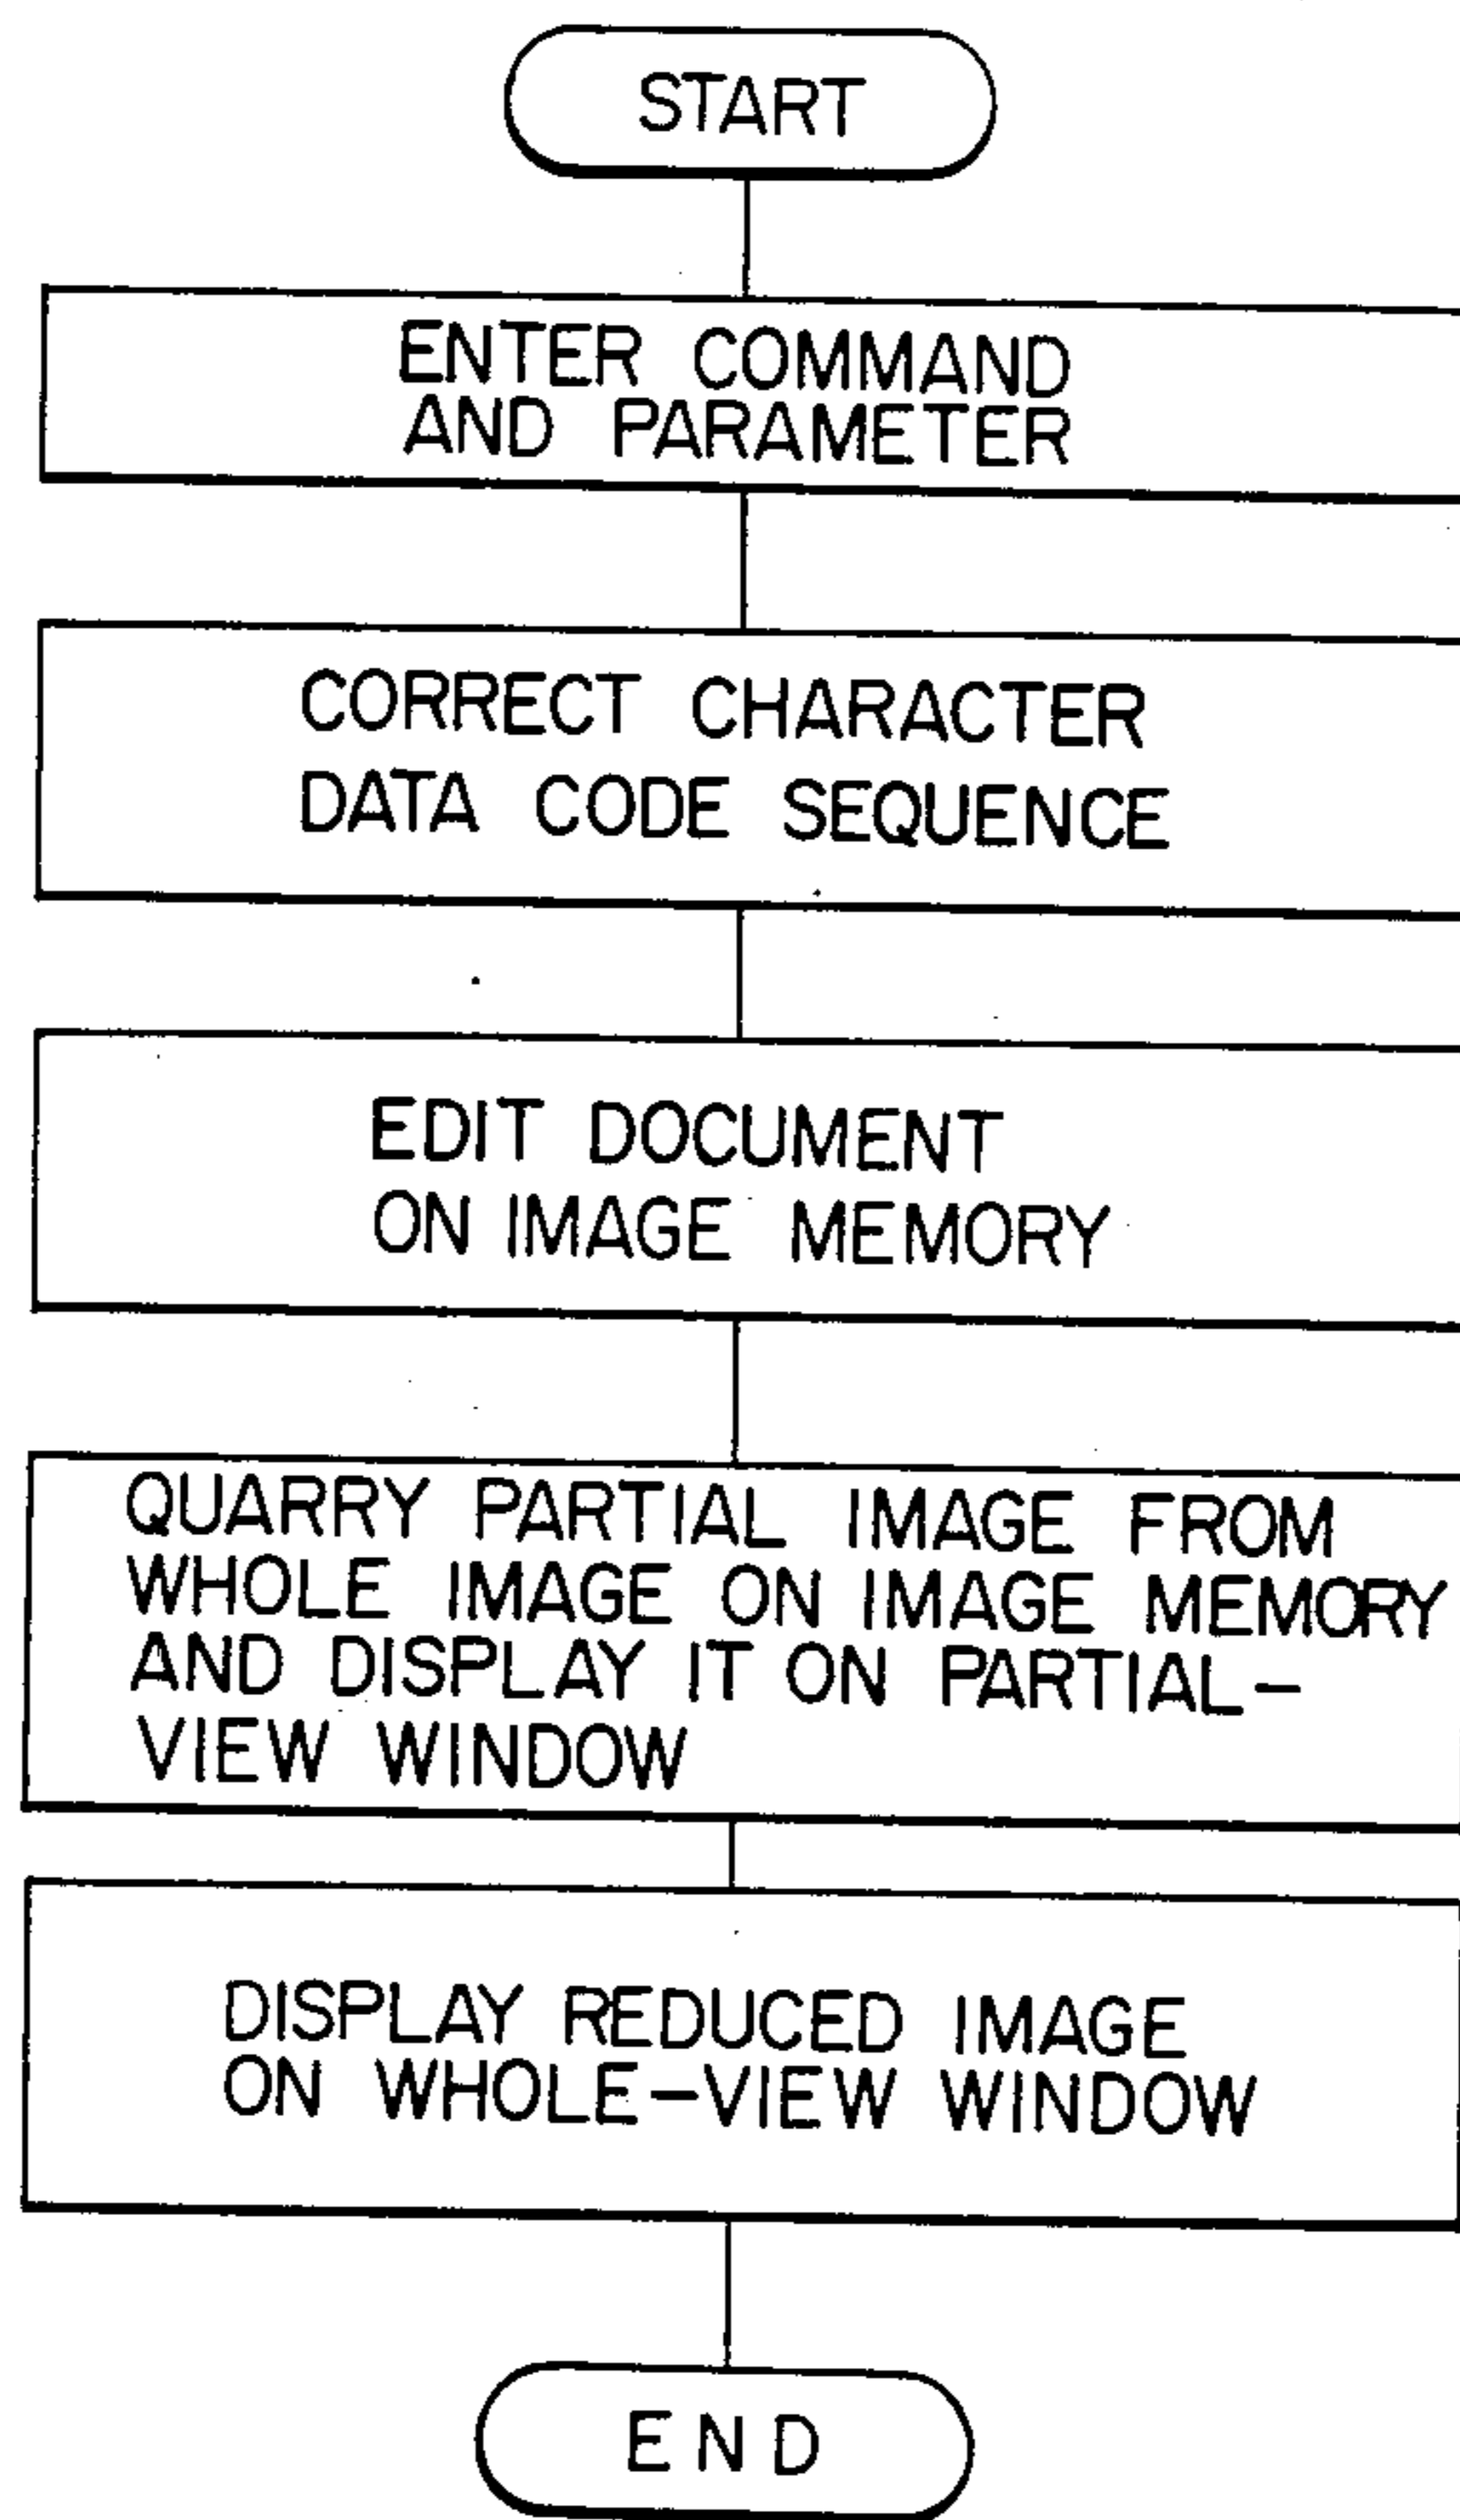 START
ENTER COMMAND
AND PARAMETER
CORRECT CHARACTER
DATA CODE SEQUENCE
EDIT DOCUMENT
ON IMAGE MEMORY
QUARRY PARTIAL IMAGE FROM
WHOLE IMAGE ON IMAGE MEMORY
AND DISPLAY IT ON PARTIAL-
VIEW WINDOW
DISPLAY REDUCED IMAGE
ON WHOLE-VIEW WINDOW
END